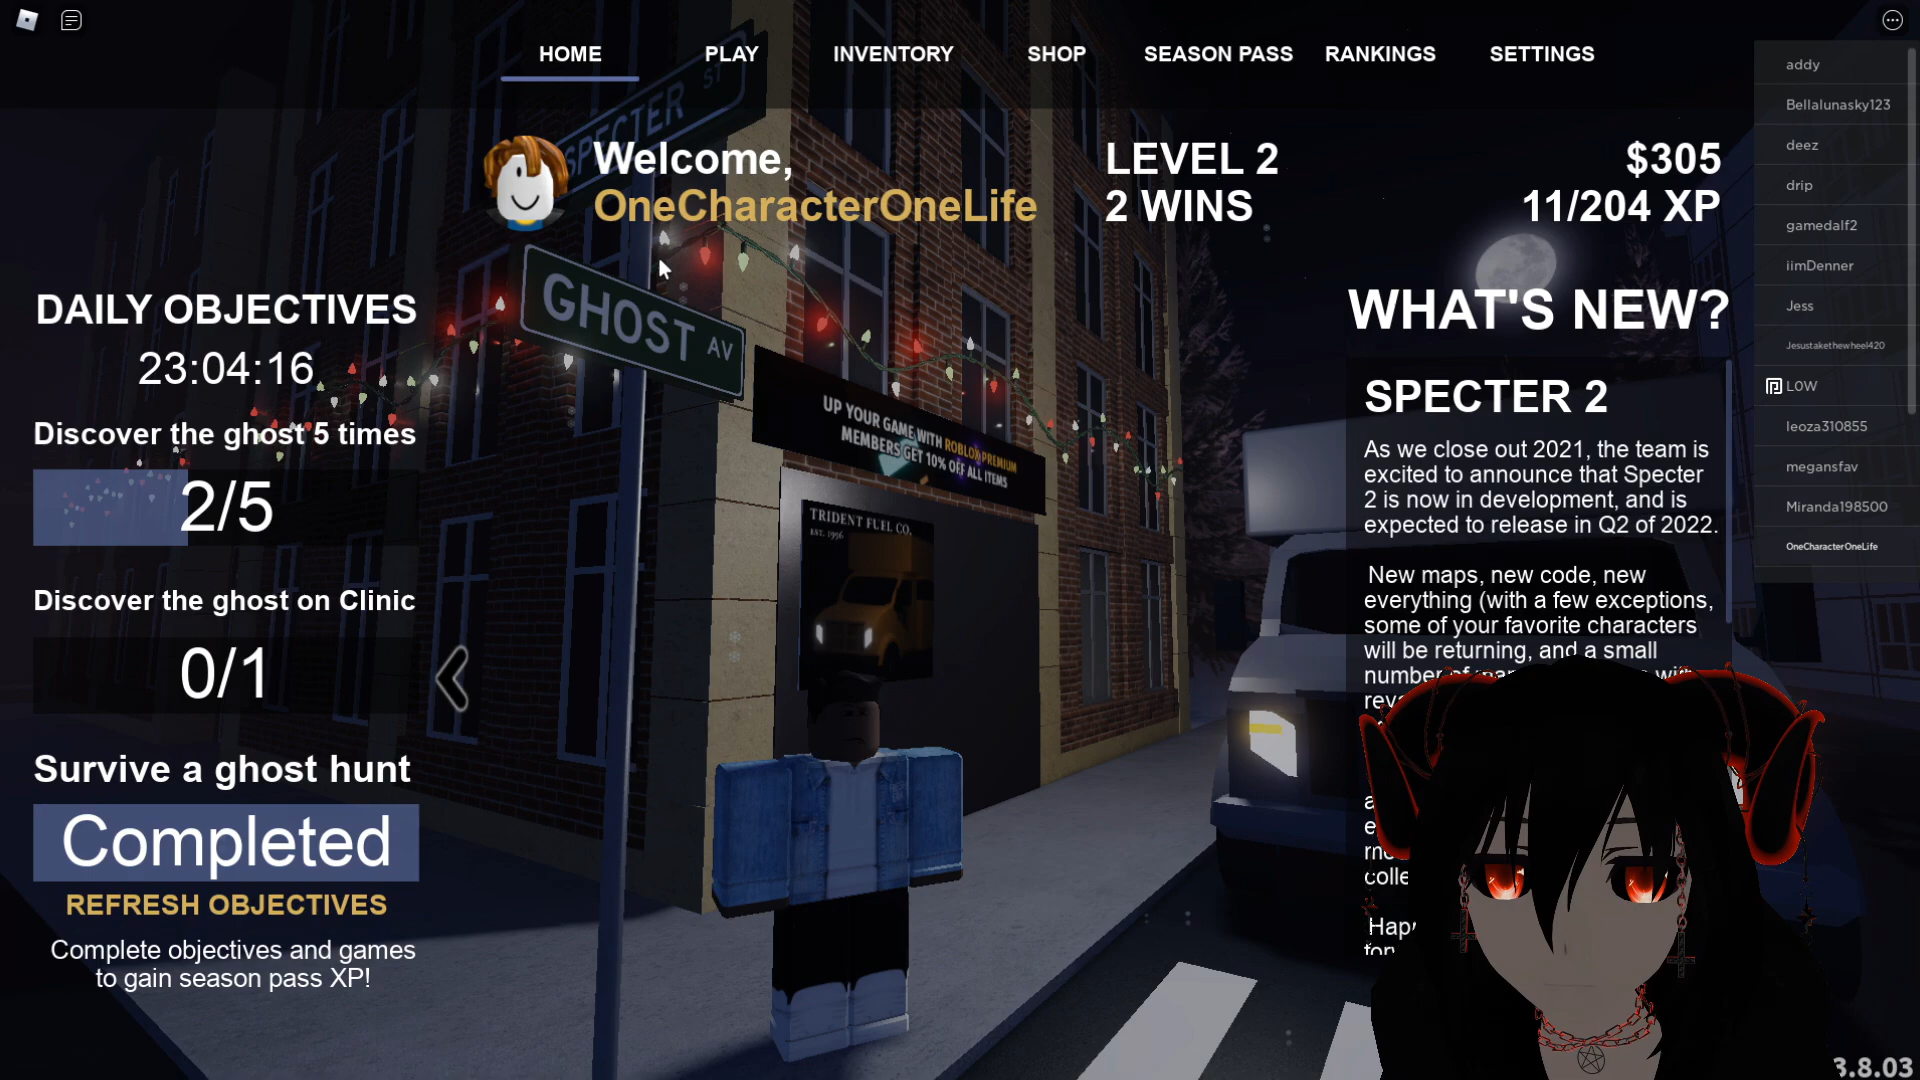 HOME PLAY INVENTORY SHOP SEASON PASS RANKINGS SETTINGS
SPECTER ST
Welcome,
OneCharacterOneLife
LEVEL 2
2 WINS
$305
11/204 XP
GHOST AV
DAILY OBJECTIVES
23:04:16
Discover the ghost 5 times
2/5
Discover the ghost on Clinic
0/1
Survive a ghost hunt
Completed
REFRESH OBJECTIVES
Complete objectives and games
to gain season pass XP!
UP YOUR GAME WITH ROBLOX PREMIUM
MEMBERS GET 10% OFF ALL ITEMS
TRIDENT FUEL CO.
EST. 1996
WHAT'S NEW?
SPECTER 2
As we close out 2021, the team is
excited to announce that Specter
2 is now in development, and is
expected to release in Q2 of 2022.
New maps, new code, new
everything (with a few exceptions,
some of your favorite characters
will be returning, and a small
number
addy
Bellalunasky123
deez
drip
gamedalf2
iimDenner
Jess
Jesustakethewheel420
L0W
leoza310855
megansfav
Miranda198500
OneCharacterOneLife
3.8.03